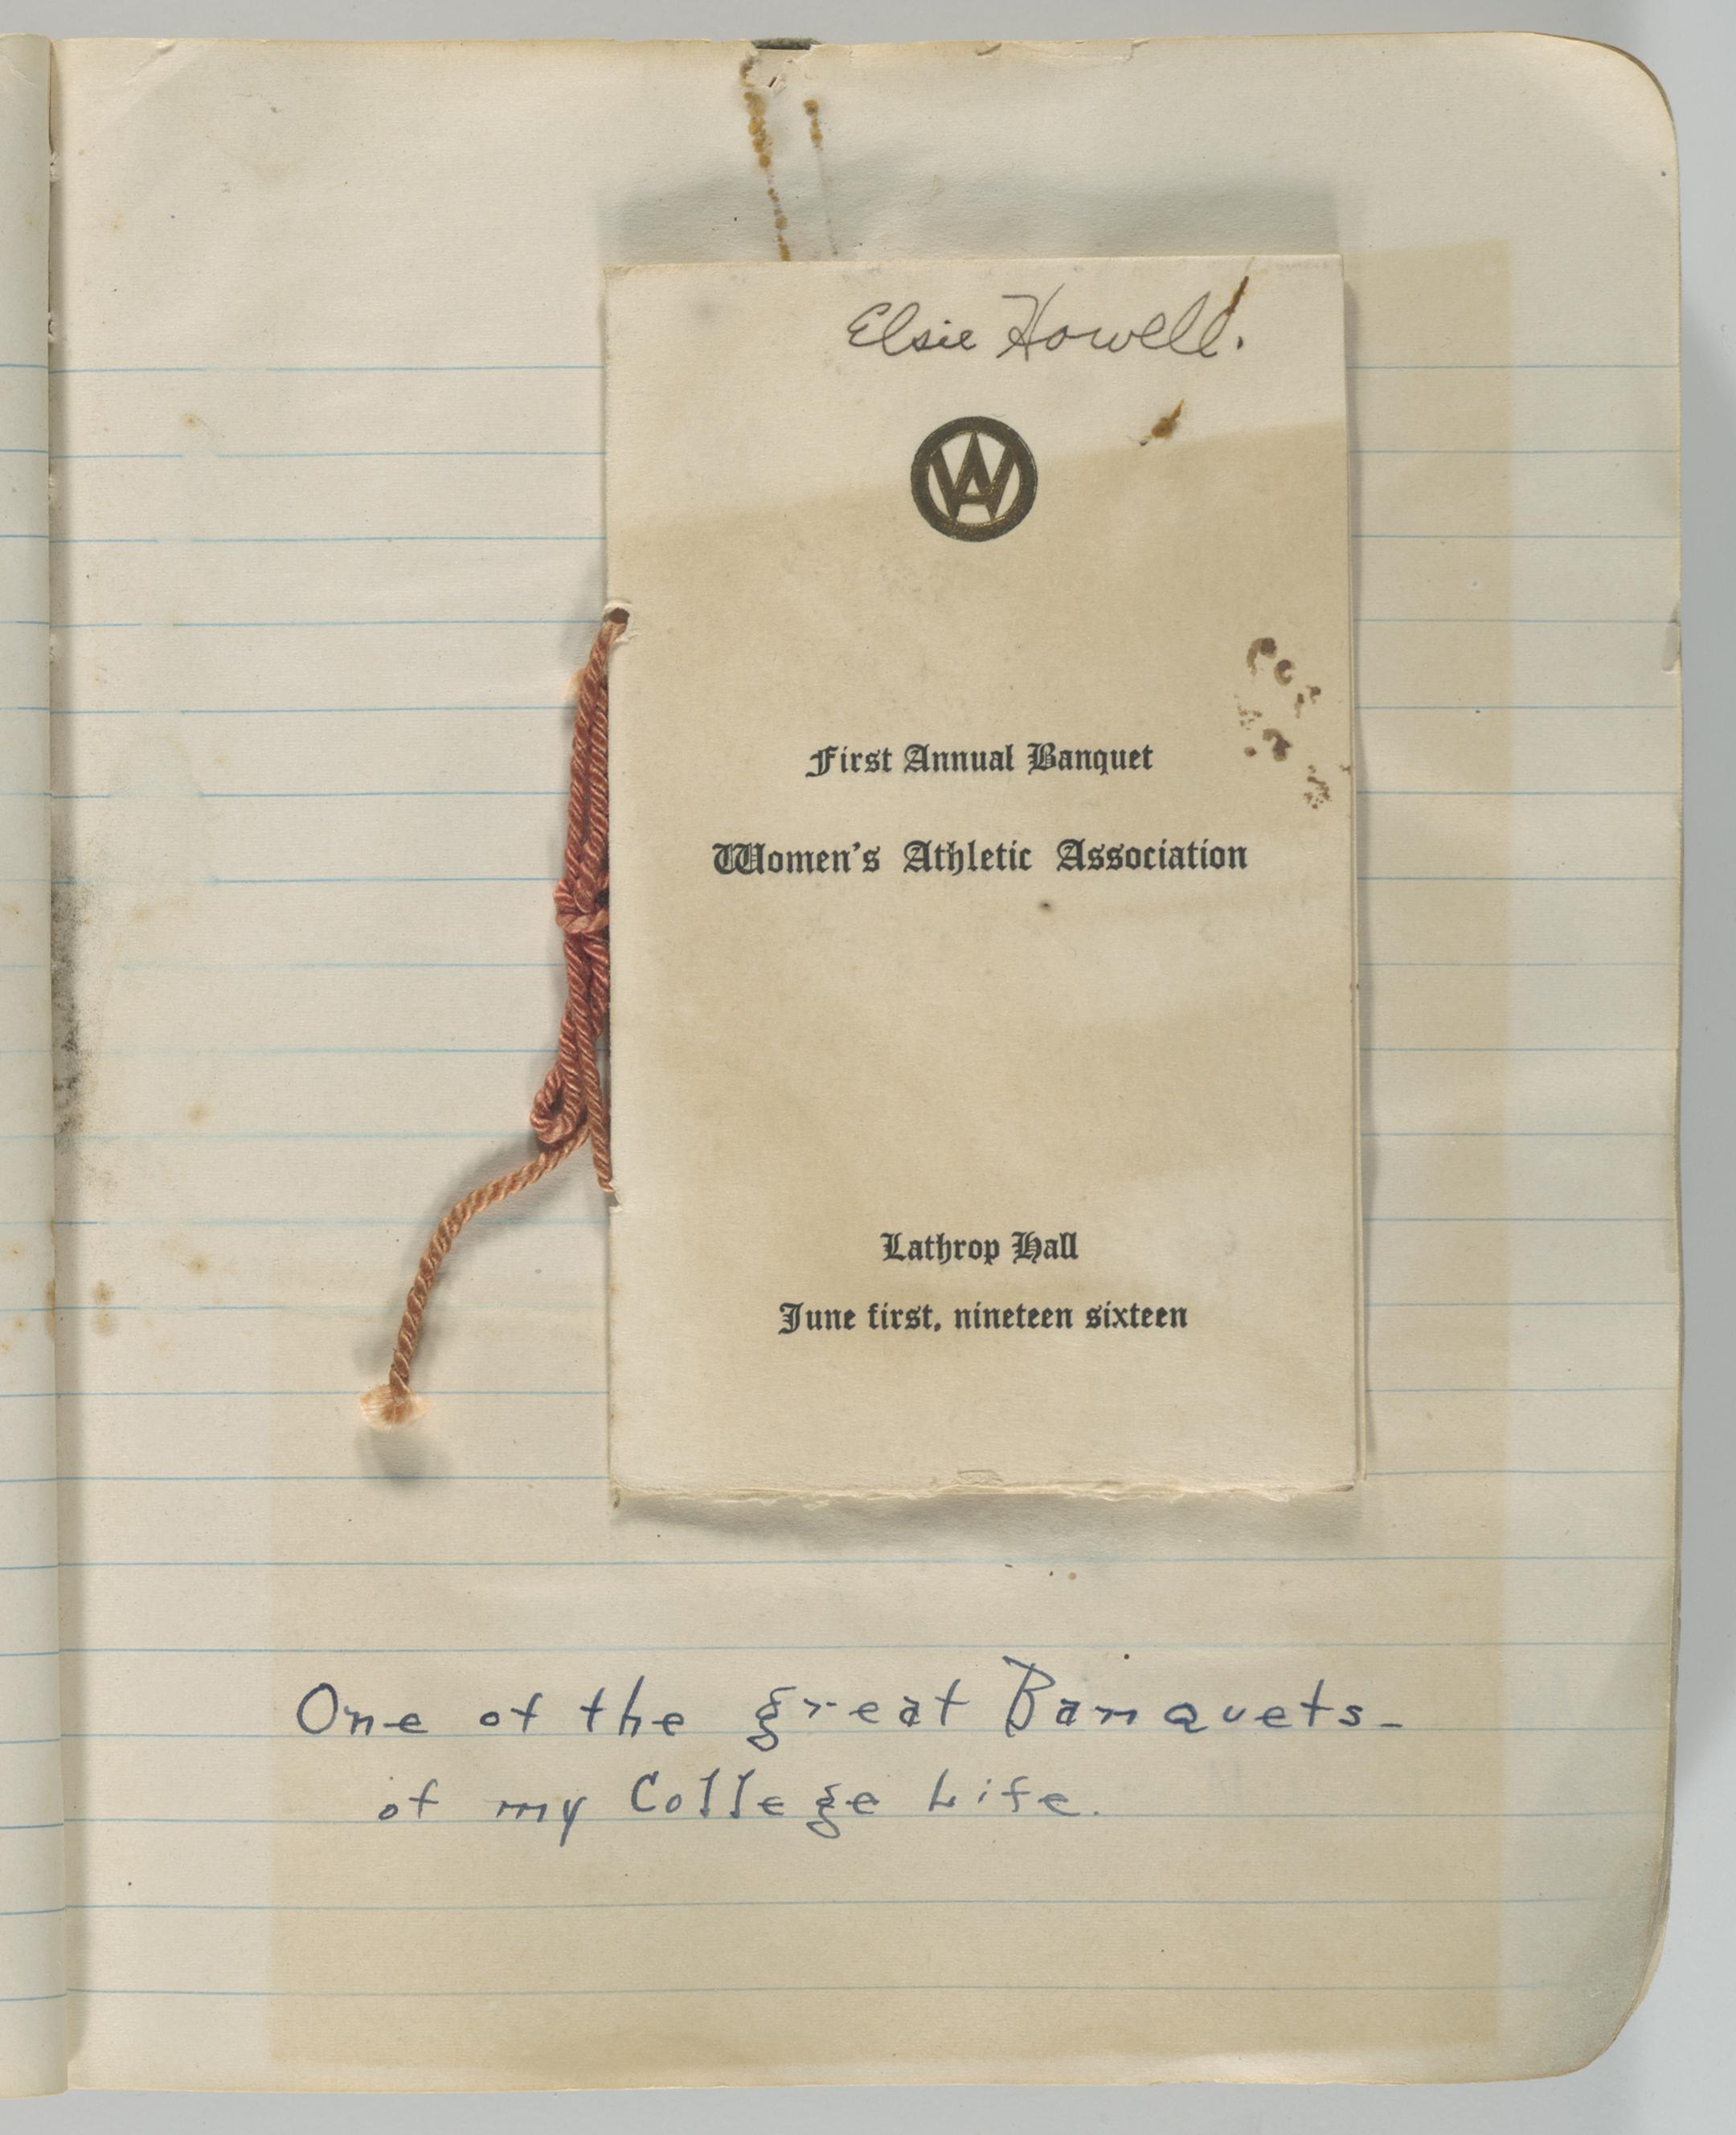 Elsie Howell.
WA
First Annual Banquet
Women's Athletic Association
Lathrop Hall
June first, nineteen sixteen
One of the great Banquets-
of my College Life.